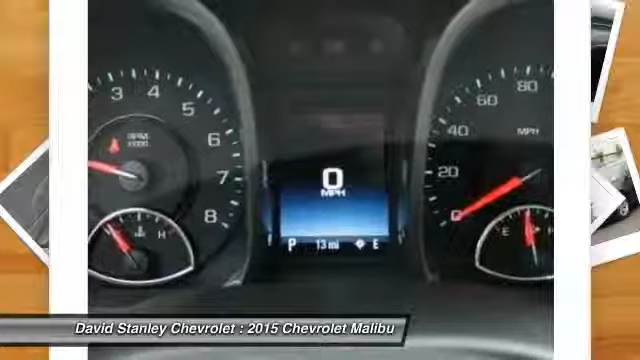 3 4 5 6 7 8
RPM
x1000
H
0
MPH
P 13 mi E
0 20 40 60 80
MPH
E
David Stanley Chevrolet : 2015 Chevrolet Malibu